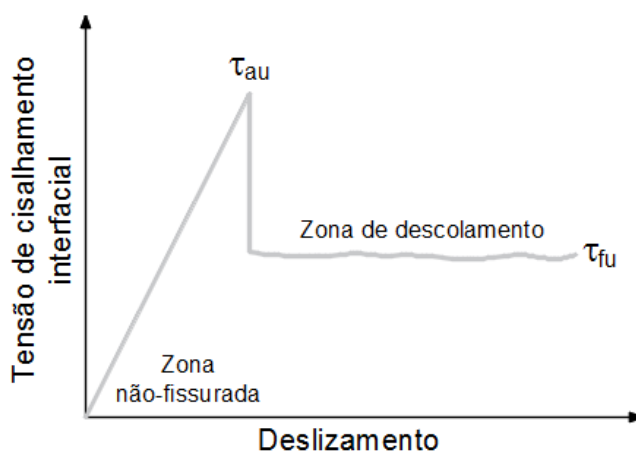 Tensão de cisalhamento
interfacial
τau
Zona de descolamento
τfu
Zona
não-fissurada
Deslizamento